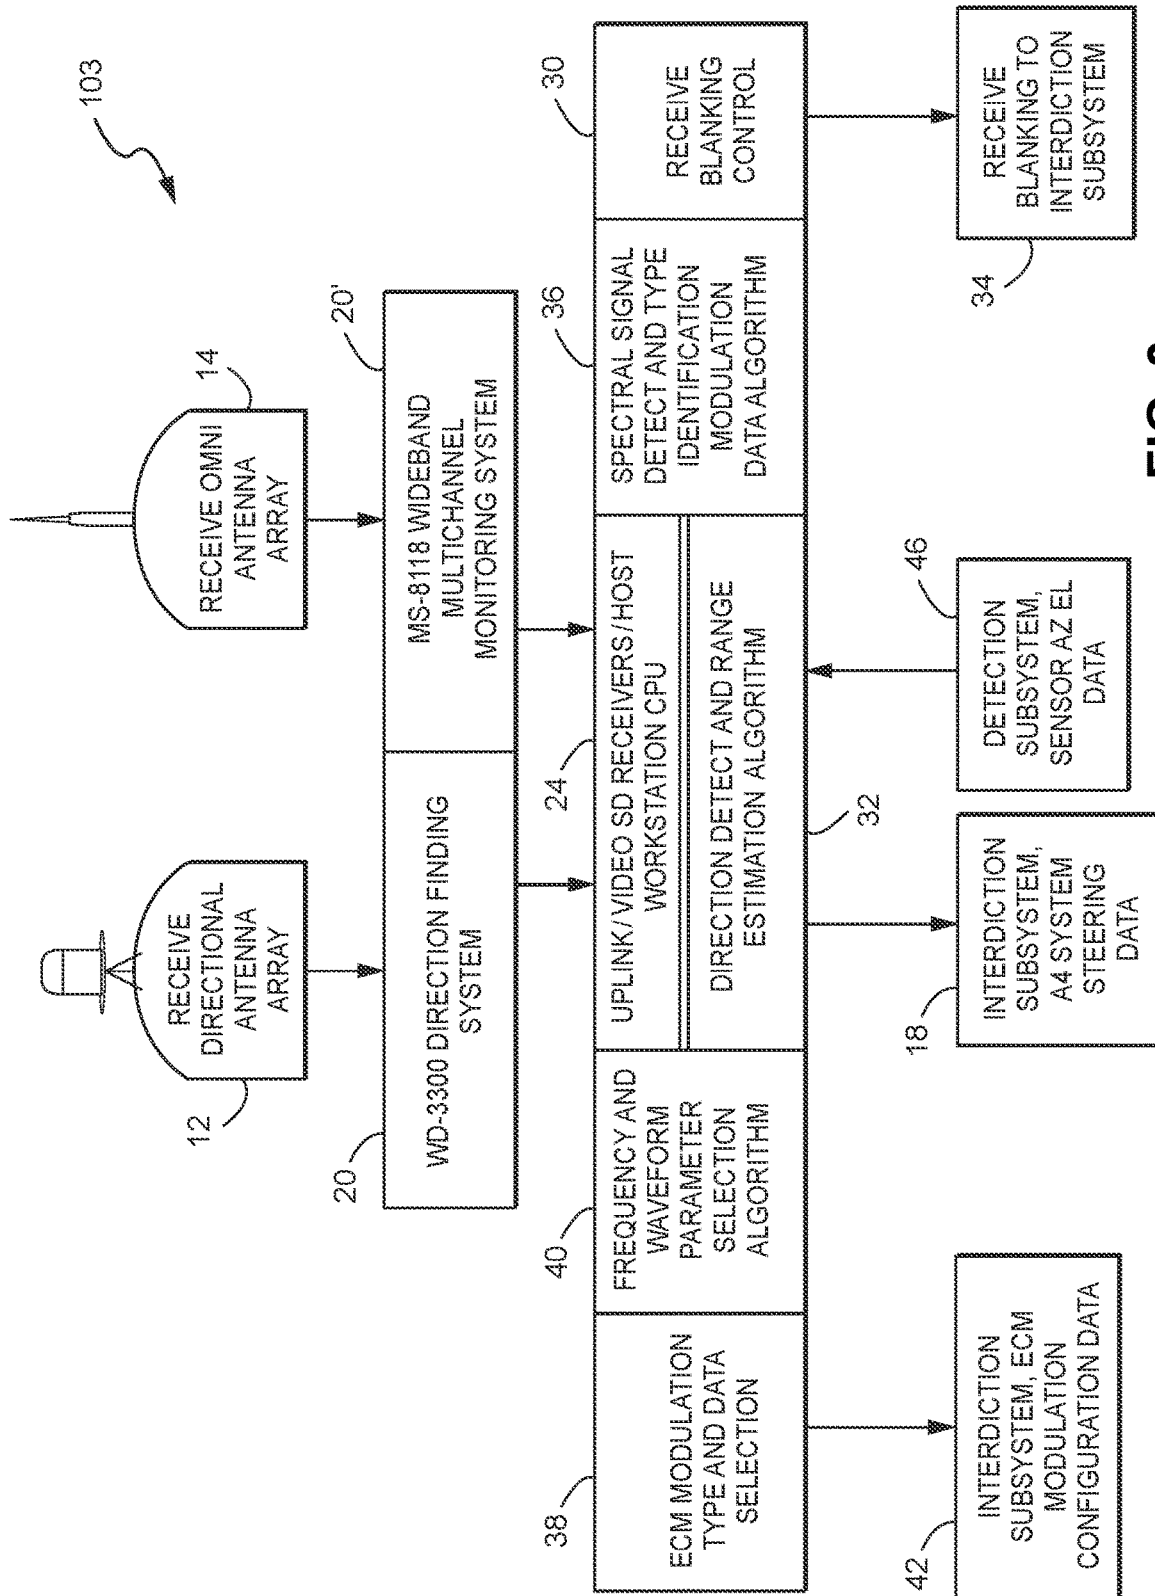 103
12
RECEIVE
DIRECTIONAL
ANTENNA
ARRAY
14
RECEIVE OMNI
ANTENNA
ARRAY
20
WD-3300 DIRECTION FINDING
SYSTEM
20'
MS-8118 WIDEBAND
MULTICHANNEL
MONITORING SYSTEM
38
ECM MODULATION
TYPE AND DATA
SELECTION
40
FREQUENCY AND
WAVEFORM
PARAMETER
SELECTION
ALGORITHM
24
UPLINK/VIDEO SD RECEIVERS/HOST
WORKSTATION CPU
DIRECTION DETECT AND RANGE
ESTIMATION ALGORITHM
32
36
SPECTRAL SIGNAL
DETECT AND TYPE
IDENTIFICATION
MODULATION
DATA ALGORITHM
30
RECEIVE
BLANKING
CONTROL
42
INTERDICTION
SUBSYSTEM, ECM
MODULATION
CONFIGURATION DATA
18
INTERDICTION
SUBSYSTEM,
A4 SYSTEM
STEERING
DATA
46
DETECTION
SUBSYSTEM,
SENSOR AZ EL
DATA
34
RECEIVE
BLANKING TO
INTERDICTION
SUBSYSTEM
FIG.